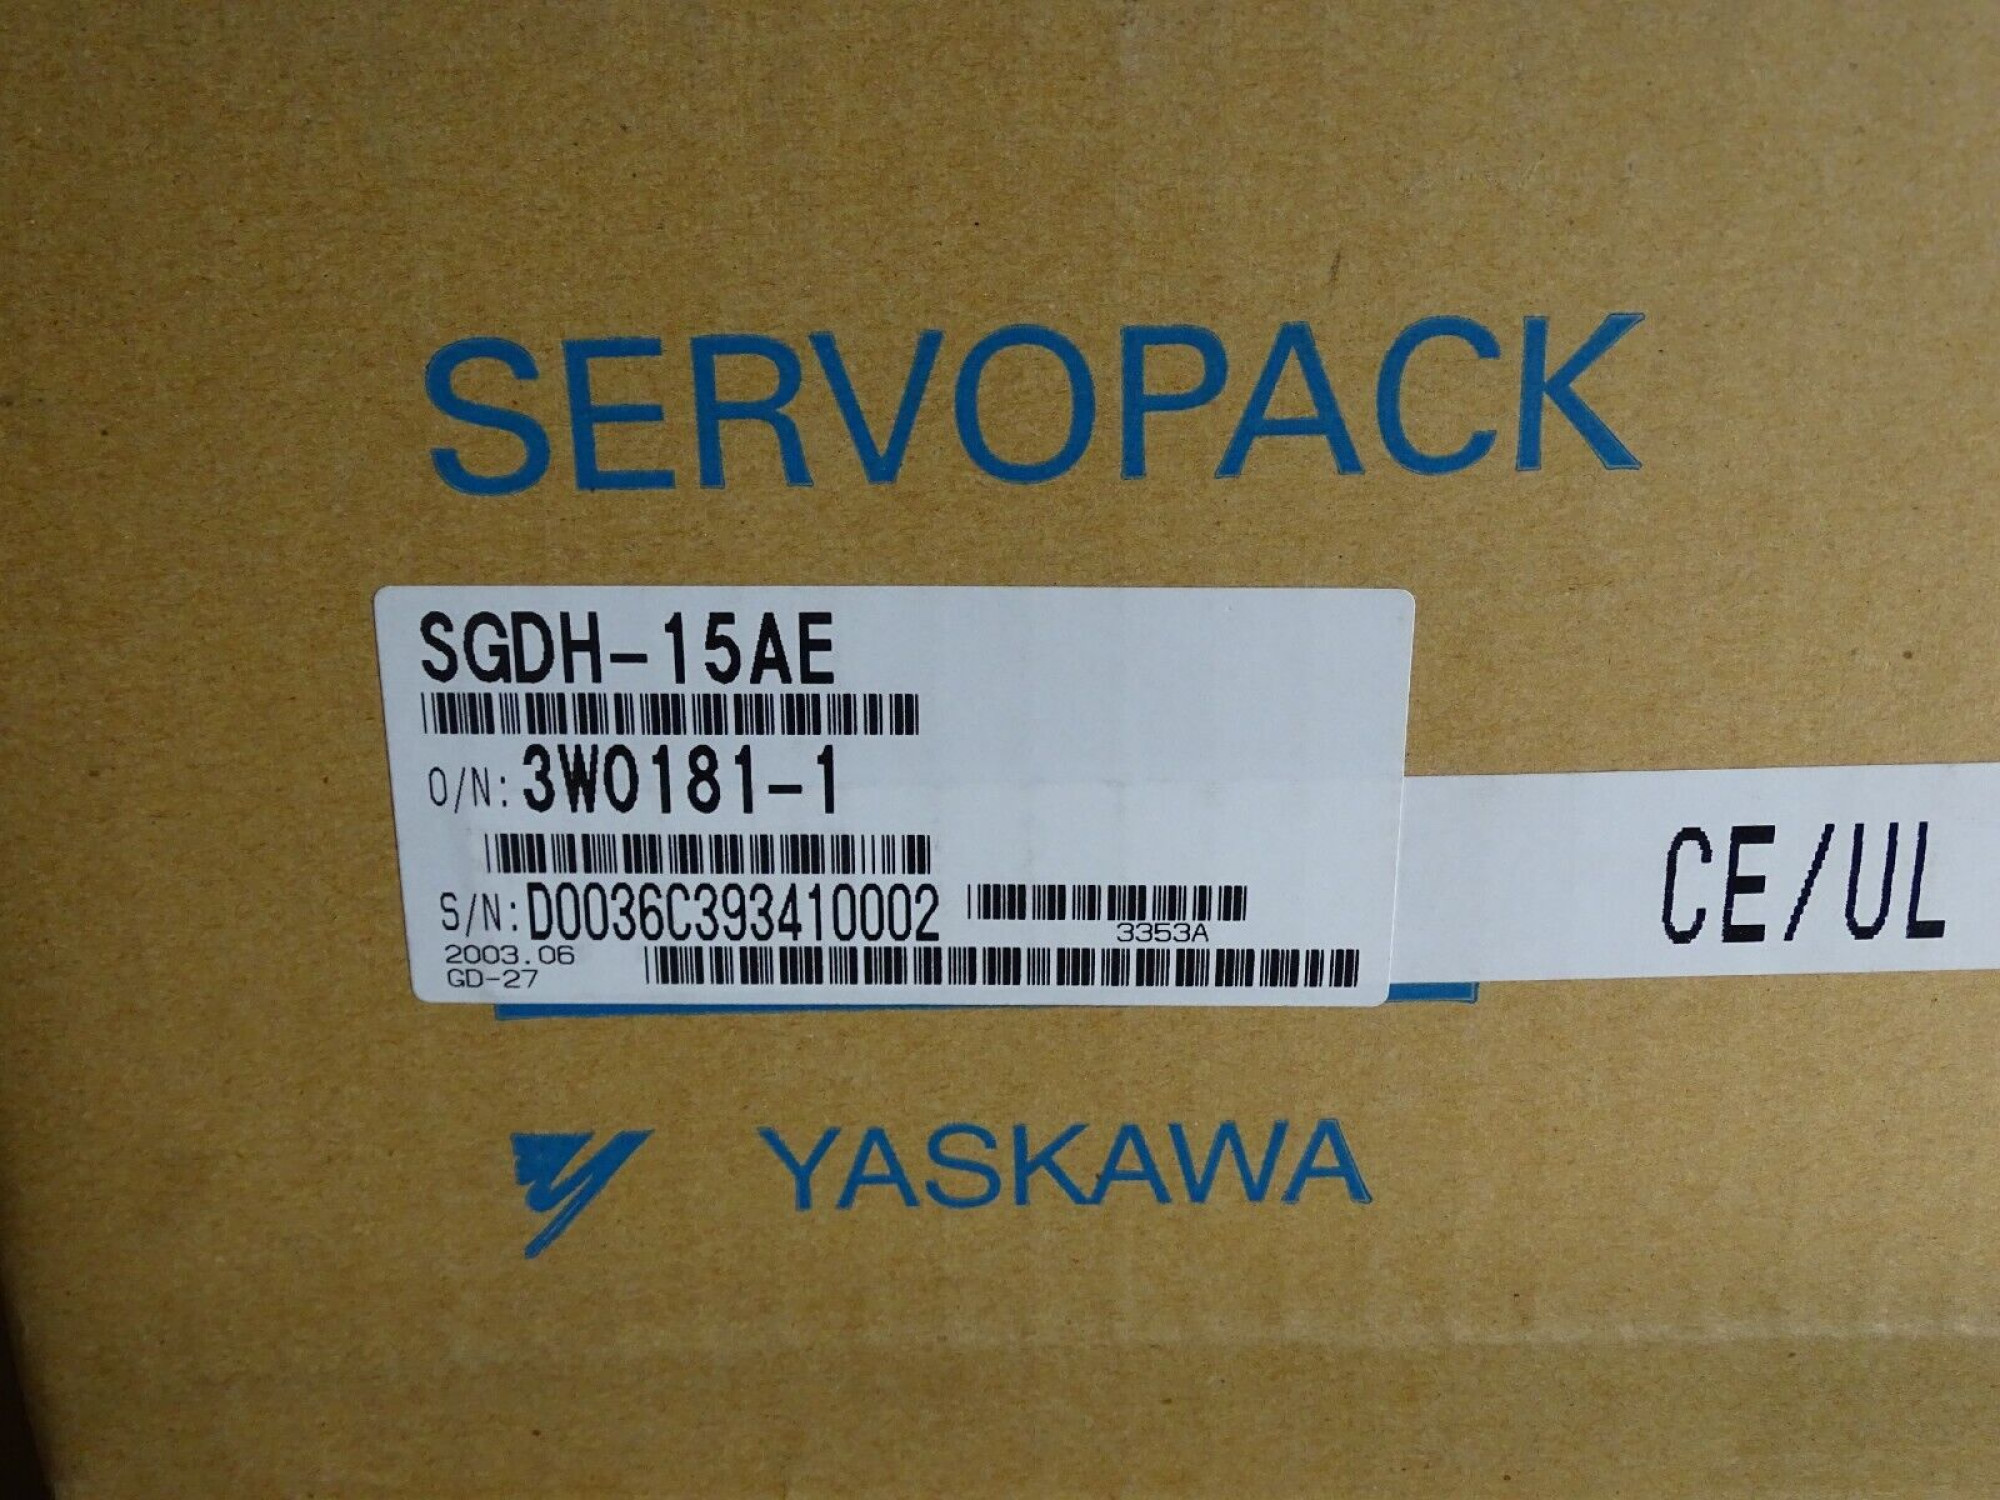 SERVOPACK
SGDH-15AE
O/N: 3W0181-1
S/N: D0036C393410002
3353A
2003.06
GD-27
CE/UL
YASKAWA